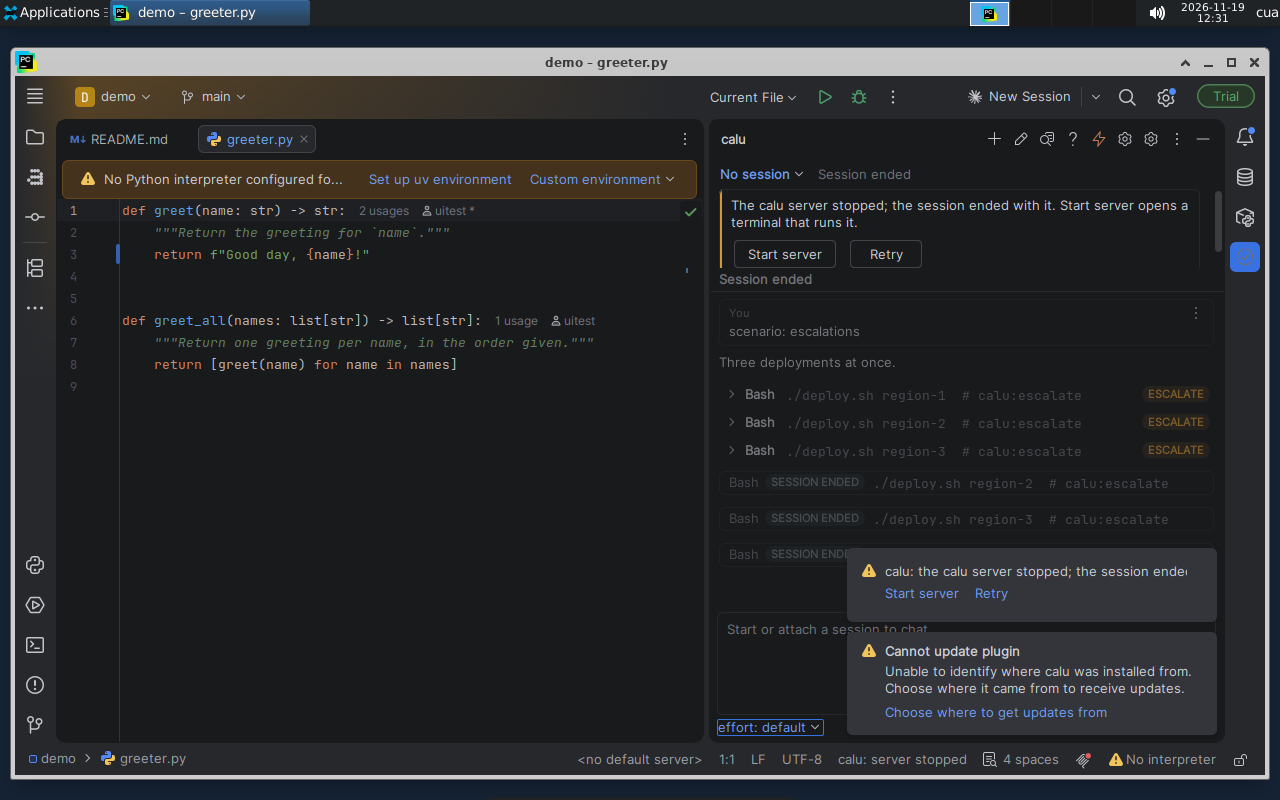 Applications
demo – greeter.py
2026-11-19
12:31
cua
demo – greeter.py
D demo
main
Current File
New Session
Trial
README.md
greeter.py
calu
No Python interpreter configured fo...
Set up uv environment
Custom environment
No session
Session ended
The calu server stopped; the session ended with it. Start server opens a
terminal that runs it.
Start server
Retry
Session ended
1 def greet(name: str) -> str: 2 usages uitest *
2 """Return the greeting for `name`."""
3 return f"Good day, {name}!"
4
5
6 def greet_all(names: list[str]) -> list[str]: 1 usage uitest
7 """Return one greeting per name, in the order given."""
8 return [greet(name) for name in names]
9
You
scenario: escalations
Three deployments at once.
Bash ./deploy.sh region-1 # calu:escalate ESCALATE
Bash ./deploy.sh region-2 # calu:escalate ESCALATE
Bash ./deploy.sh region-3 # calu:escalate ESCALATE
Bash SESSION ENDED ./deploy.sh region-2 # calu:escalate
Bash SESSION ENDED ./deploy.sh region-3 # calu:escalate
Bash SESSION ENDED
calu: the calu server stopped; the session ended
Start server Retry
Start or attach a session to chat
Cannot update plugin
Unable to identify where calu was installed from.
Choose where it came from to receive updates.
Choose where to get updates from
effort: default
demo
greeter.py
<no default server>
1:1
LF
UTF-8
calu: server stopped
4 spaces
No interpreter